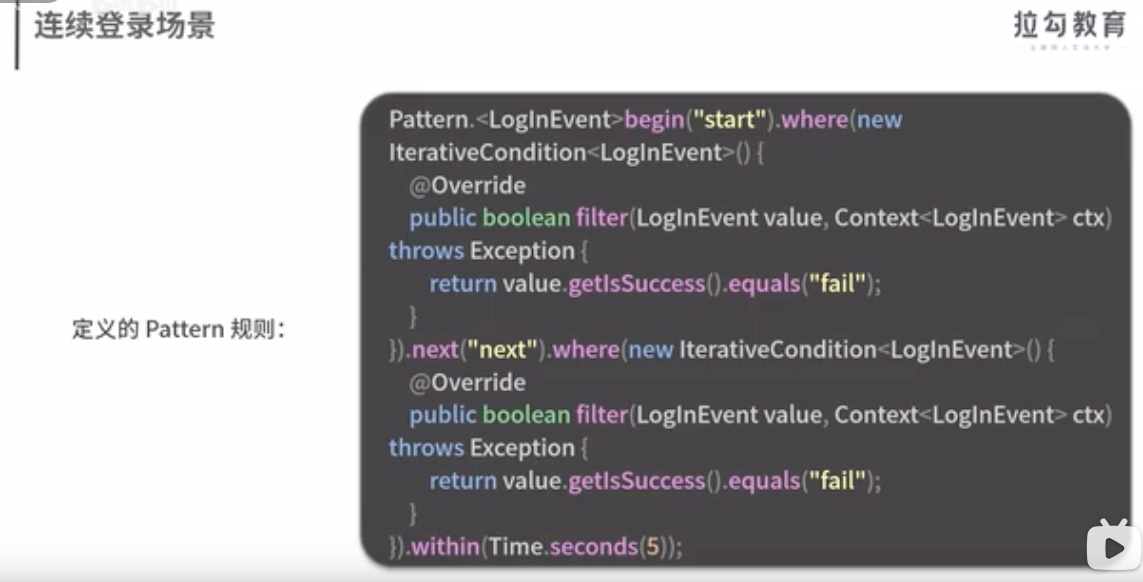 连续登录场景
拉勾教育
Pattern.<LogInEvent>begin("start").where(new
IterativeCondition<LogInEvent>() {
@Override
public boolean filter(LogInEvent value, Context<LogInEvent> ctx)
throws Exception {
return value.getIsSuccess().equals("fail");
}
定义的 Pattern 规则：
}).next("next").where(new IterativeCondition<LogInEvent>() {
@Override
public boolean filter(LogInEvent value, Context<LogInEvent> ctx)
throws Exception {
return value.getIsSuccess().equals("fail");
}
}).within(Time.seconds(5));